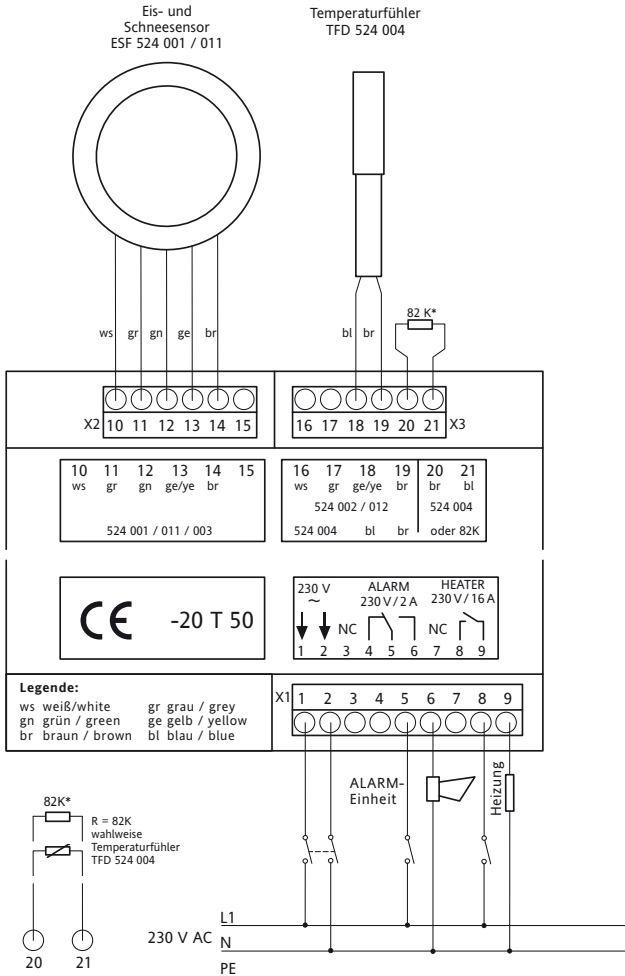 Eis- und
Schneesensor
ESF 524 001 / 011
Temperaturfühler
TFD 524 004
ws gr gn ge br
bl br
82 K*
X2 10 11 12 13 14 15
16 17 18 19 20 21 X3
10 11 12 13 14 15
ws gr gn ge/ye br
524 001 / 011 / 003
16 17 18 19 20 21
ws gr ge/ye br br bl
524 002 / 012 524 004
524 004 bl br oder 82K
CE -20 T 50
230 V ALARM HEATER
~ 230 V / 2 A 230 V / 16 A
NC NC
1 2 3 4 5 6 7 8 9
Legende:
ws weiß/white gr grau / grey
gn grün / green ge gelb / yellow
br braun / brown bl blau / blue
X1 1 2 3 4 5 6 7 8 9
ALARM-
Einheit
Heizung
82K*
R = 82K
wahlweise
Temperaturfühler
TFD 524 004
20 21
230 V AC
L1
N
PE